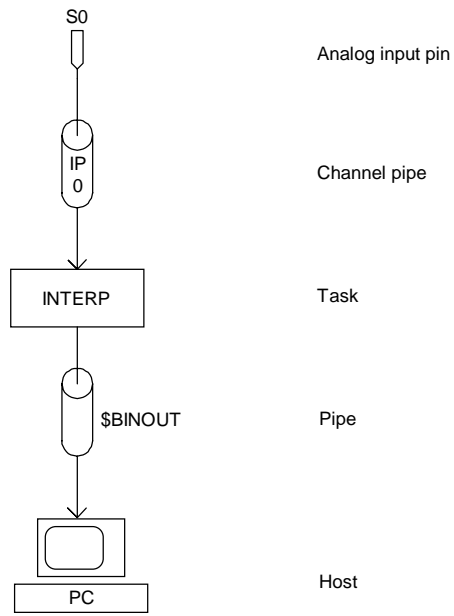 S0
Analog input pin
IP
0
Channel pipe
INTERP
Task
$BINOUT
Pipe
Host
PC